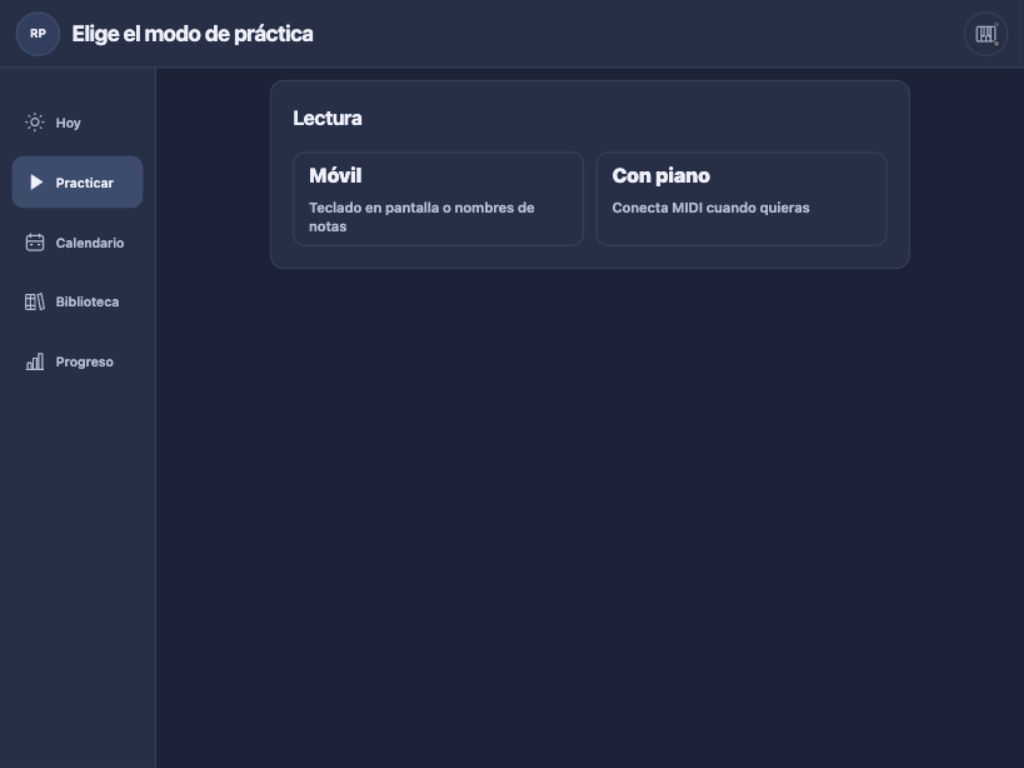 RP
Elige el modo de práctica
Hoy
Practicar
Calendario
Biblioteca
Progreso
Lectura
Móvil
Teclado en pantalla o nombres de
notas
Con piano
Conecta MIDI cuando quieras